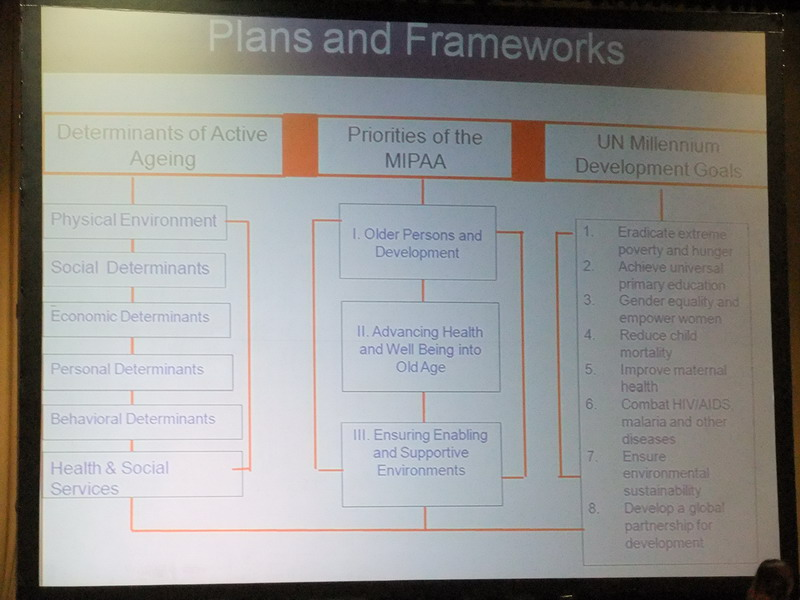 Plans and Frameworks
Determinants of Active
Ageing
Physical Environment
Social Determinants
Economic Determinants
Personal Determinants
Behavioral Determinants
Health & Social
Services
Priorities of the
MIPAA
I. Older Persons and
Development
II. Advancing Health
and Well Being into
Old Age
III. Ensuring Enabling
and Supportive
Environments
UN Millennium
Development Goals
1. Eradicate extreme
poverty and hunger
2. Achieve universal
primary education
3. Gender equality and
empower women
4. Reduce child
mortality
5. Improve maternal
health
6. Combat HIV/AIDS,
malaria and other
diseases
7. Ensure
environmental
sustainability
8. Develop a global
partnership for
development